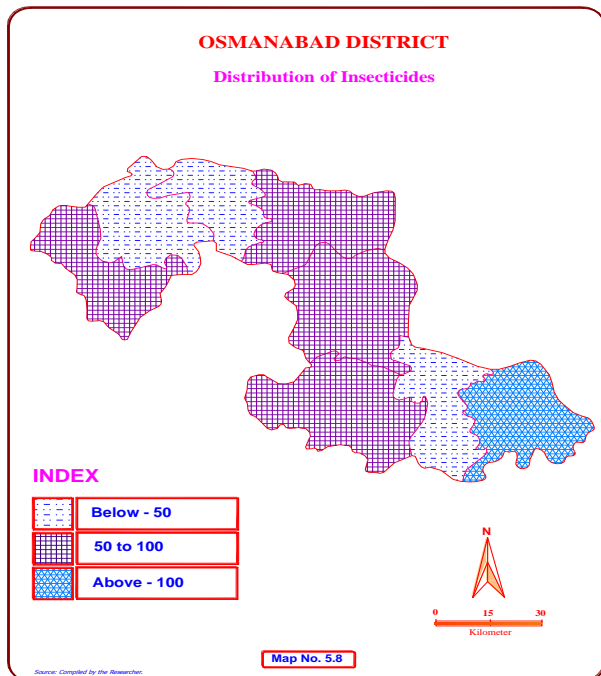 OSMANABAD DISTRICT
Distribution of Insecticides
INDEX
Below - 50
50 to 100
Above - 100
N
0 15 30
Kilometer
Map No. 5.8
Source: Compiled by the Researcher.